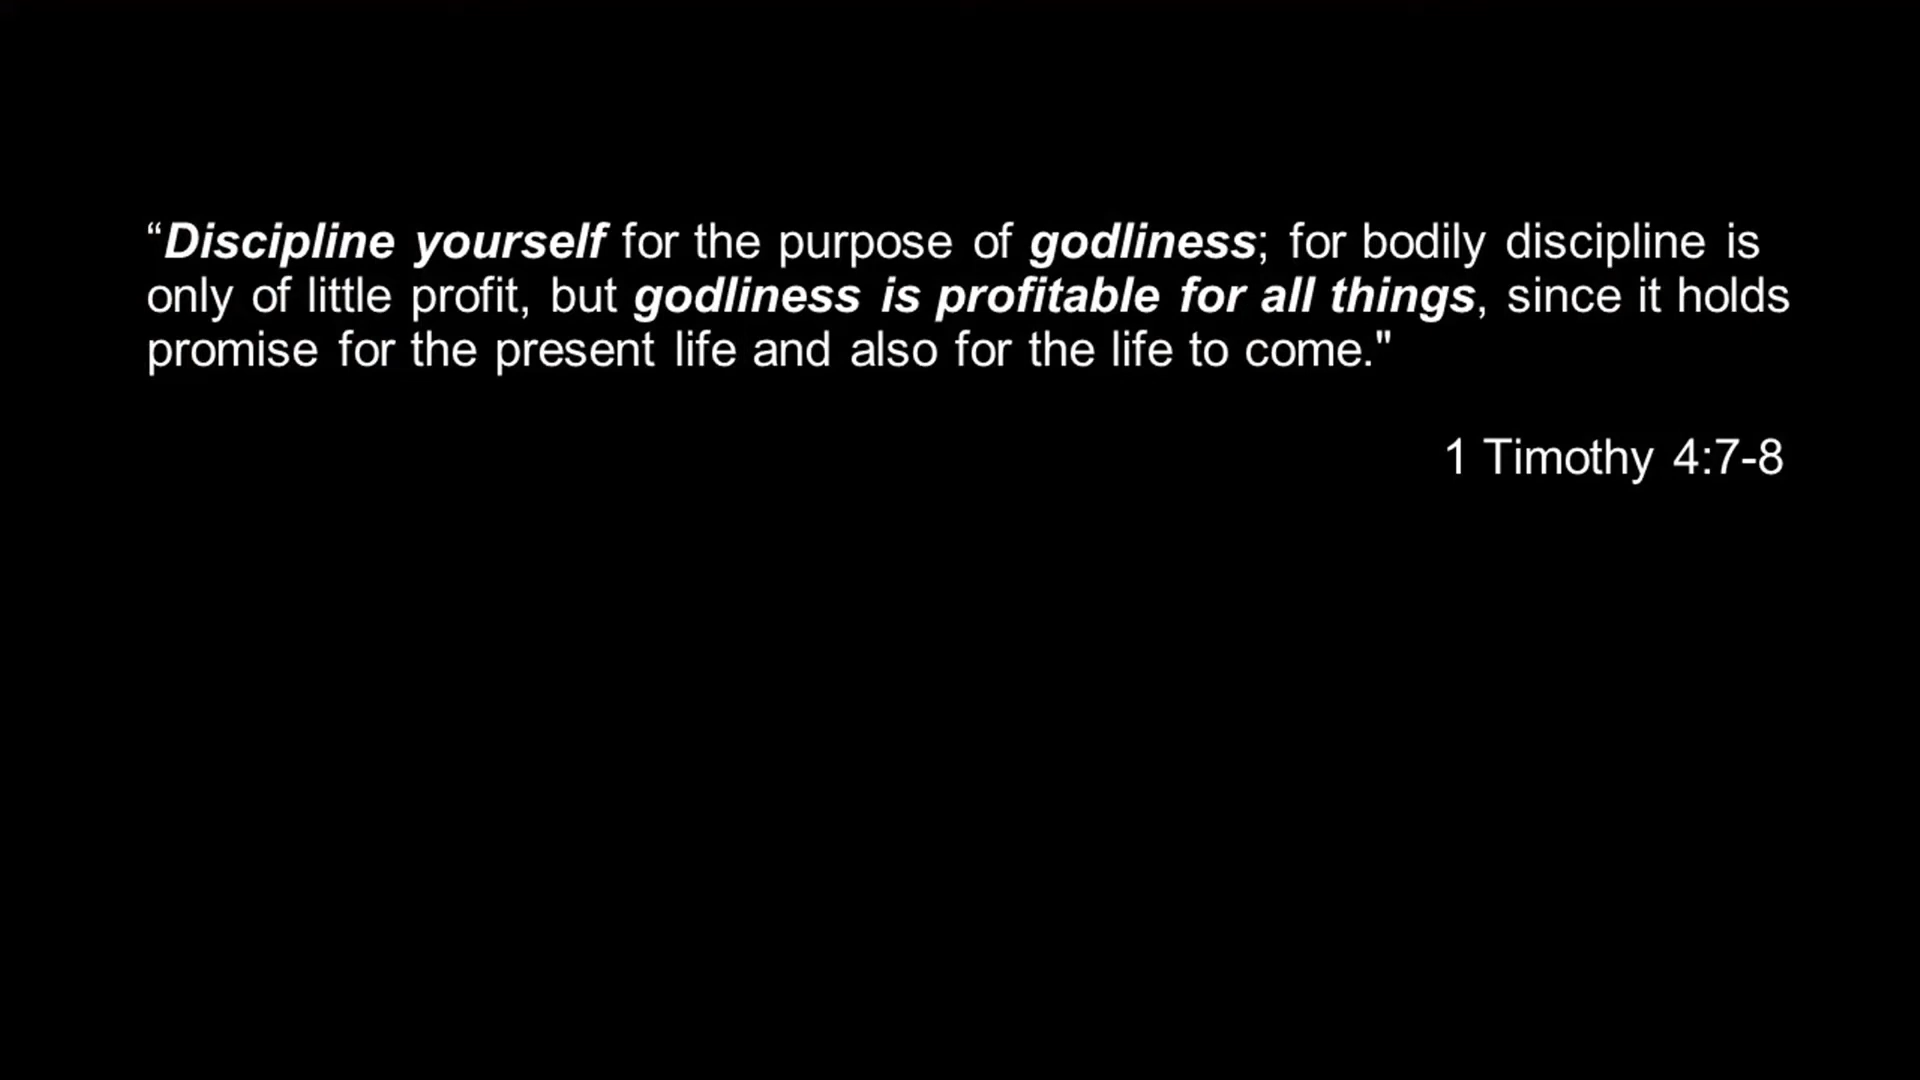 “Discipline yourself for the purpose of godliness; for bodily discipline is
only of little profit, but godliness is profitable for all things, since it holds
promise for the present life and also for the life to come."
1 Timothy 4:7-8